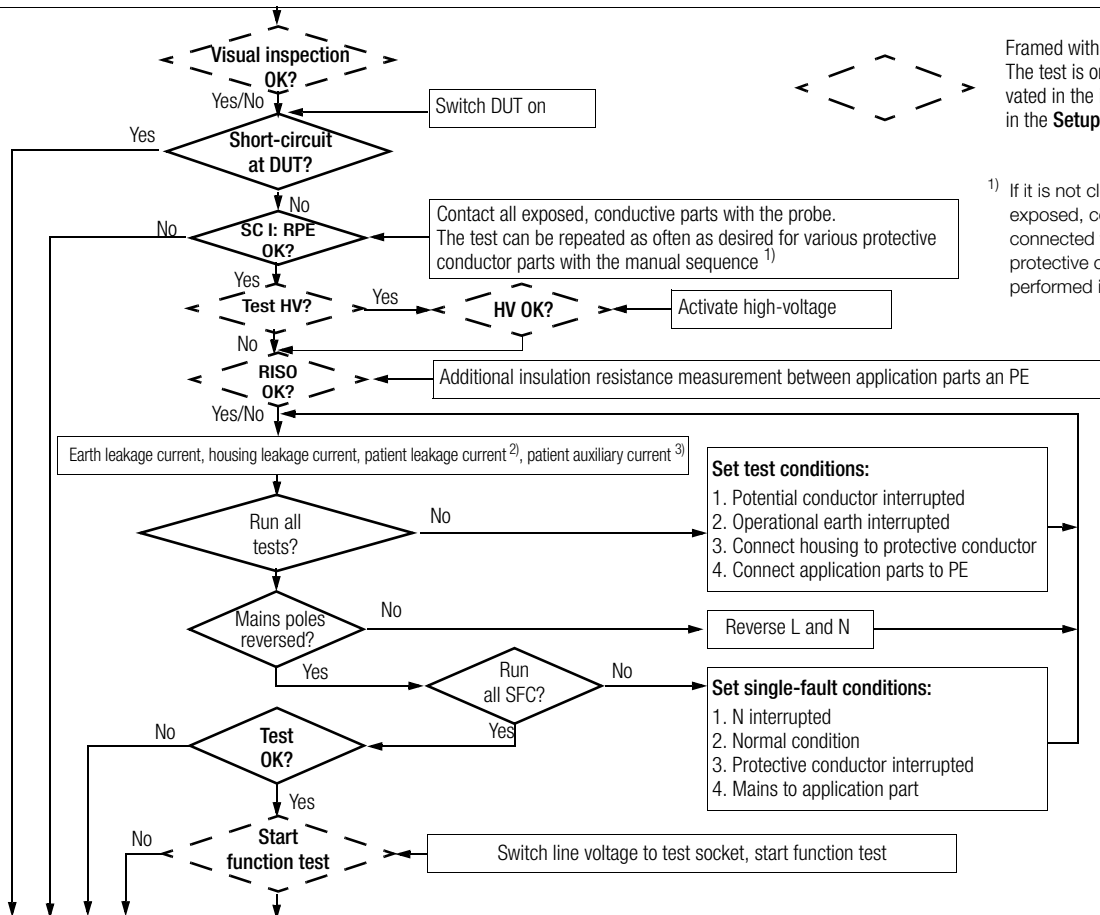 Visual inspection
OK?
Framed with
The test is or
vated in the
in the Setup
Yes/No
Switch DUT on
Yes
Short-circuit
at DUT?
1) If it is not cl
exposed, c
connected
protective c
performed i
No
No
SC I: RPE
OK?
Contact all exposed, conductive parts with the probe.
The test can be repeated as often as desired for various protective
conductor parts with the manual sequence 1)
Yes
Test HV?
Yes
HV OK?
Activate high-voltage
No
RISO
OK?
Additional insulation resistance measurement between application parts an PE
Yes/No
Earth leakage current, housing leakage current, patient leakage current 2), patient auxiliary current 3)
Run all
tests?
No
Set test conditions:
1. Potential conductor interrupted
2. Operational earth interrupted
3. Connect housing to protective conductor
4. Connect application parts to PE
Mains poles
reversed?
No
Reverse L and N
Yes
Run
all SFC?
No
Set single-fault conditions:
1. N interrupted
2. Normal condition
3. Protective conductor interrupted
4. Mains to application part
Yes
No
Test
OK?
Yes
No
Start
function test
Switch line voltage to test socket, start function test